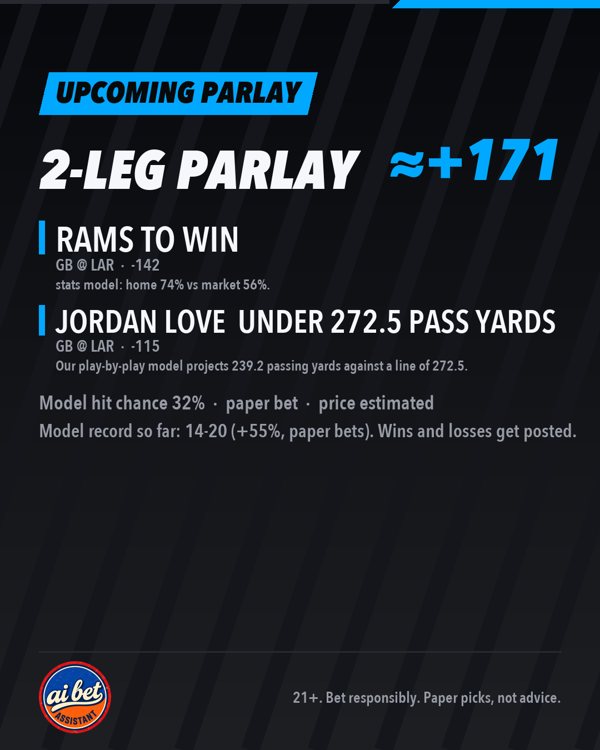 UPCOMING PARLAY
2-LEG PARLAY ≈+171
RAMS TO WIN
GB @ LAR · -142
stats model: home 74% vs market 56%.
JORDAN LOVE UNDER 272.5 PASS YARDS
GB @ LAR · -115
Our play-by-play model projects 239.2 passing yards against a line of 272.5.
Model hit chance 32% · paper bet · price estimated
Model record so far: 14-20 (+55%, paper bets). Wins and losses get posted.
ai bet
ASSISTANT
21+. Bet responsibly. Paper picks, not advice.